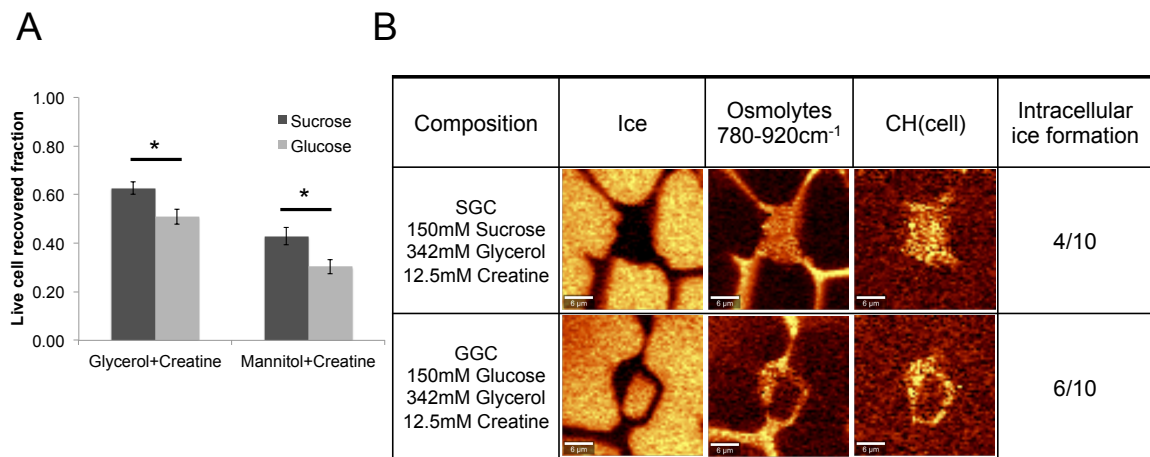 A
B
Live cell recovered fraction
1.00
0.80
0.60
0.40
0.20
0.00
*
*
Sucrose
Glucose
Glycerol+Creatine
Mannitol+Creatine
Composition
Ice
Osmolytes
780-920cm⁻¹
CH(cell)
Intracellular
ice formation
SGC
150mM Sucrose
342mM Glycerol
12.5mM Creatine
6 µm
6 µm
6 µm
4/10
GGC
150mM Glucose
342mM Glycerol
12.5mM Creatine
6 µm
6 µm
6 µm
6/10